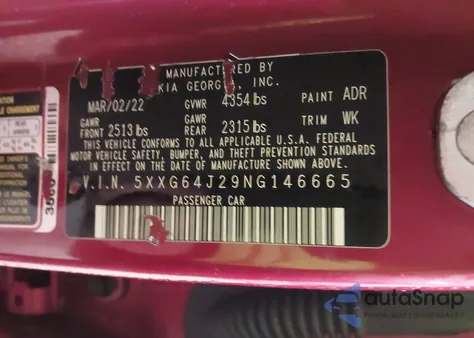 MANUFACTURED BY
KIA GEORGIA, INC.
MAR/02/22 GVWR 4354 lbs PAINT ADR
GAWR FRONT 2513 lbs GAWR REAR 2315 lbs TRIM WK
THIS VEHICLE CONFORMS TO ALL APPLICABLE U.S.A. FEDERAL
MOTOR VEHICLE SAFETY, BUMPER, AND THEFT PREVENTION STANDARDS
IN EFFECT ON THE DATE OF MANUFACTURE SHOWN ABOVE.
V.I.N. 5XXG64J29NG146665
PASSENGER CAR
autoSnap